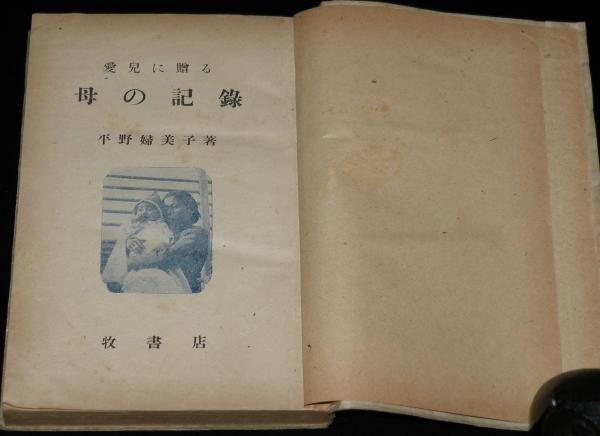 愛兒に贈る
母の記錄
平野婦美子著
牧書店